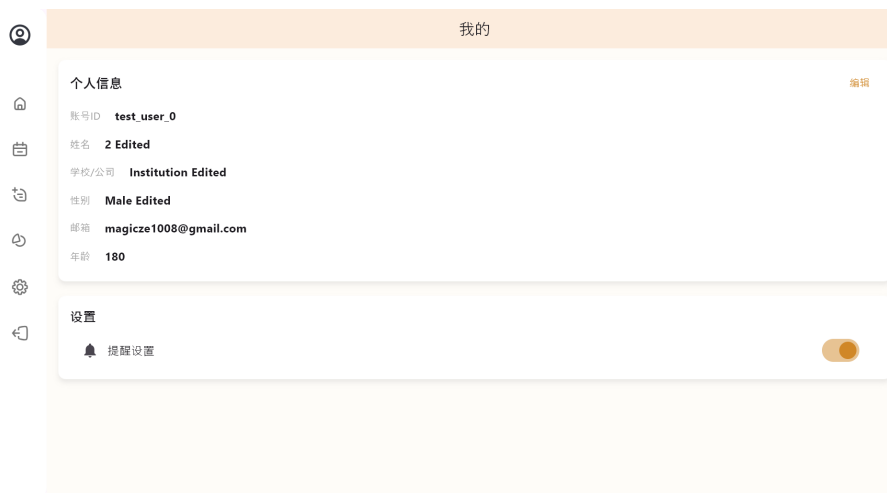 我的
个人信息 编辑
账号ID test_user_0
姓名 2 Edited
学校/公司 Institution Edited
性别 Male Edited
邮箱 magicze1008@gmail.com
年龄 180
设置
提醒设置